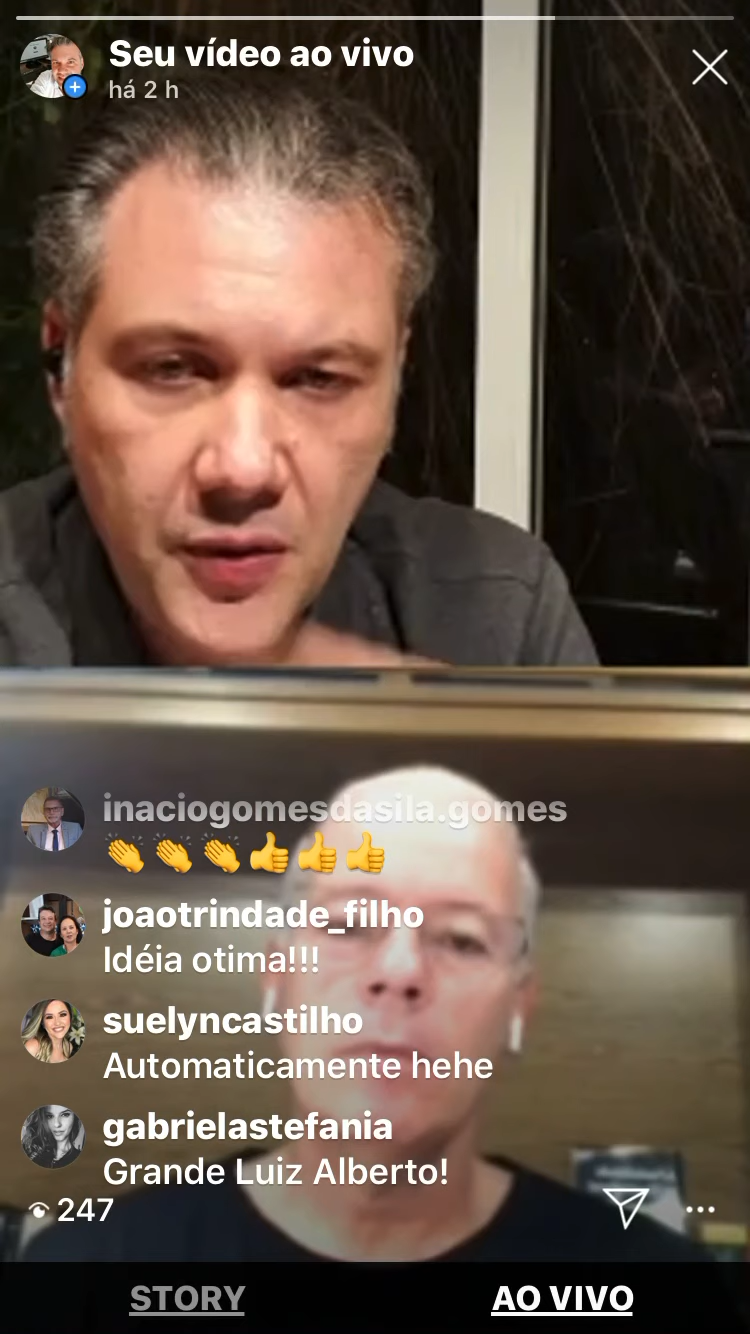 Seu vídeo ao vivo
há 2 h
inaciogomesdasila.gomes
👏👏👏👍👍👍
joaotrindade_filho
Idéia otima!!!
suelyncastilho
Automaticamente hehe
gabrielastefania
Grande Luiz Alberto!
247
STORY
AO VIVO